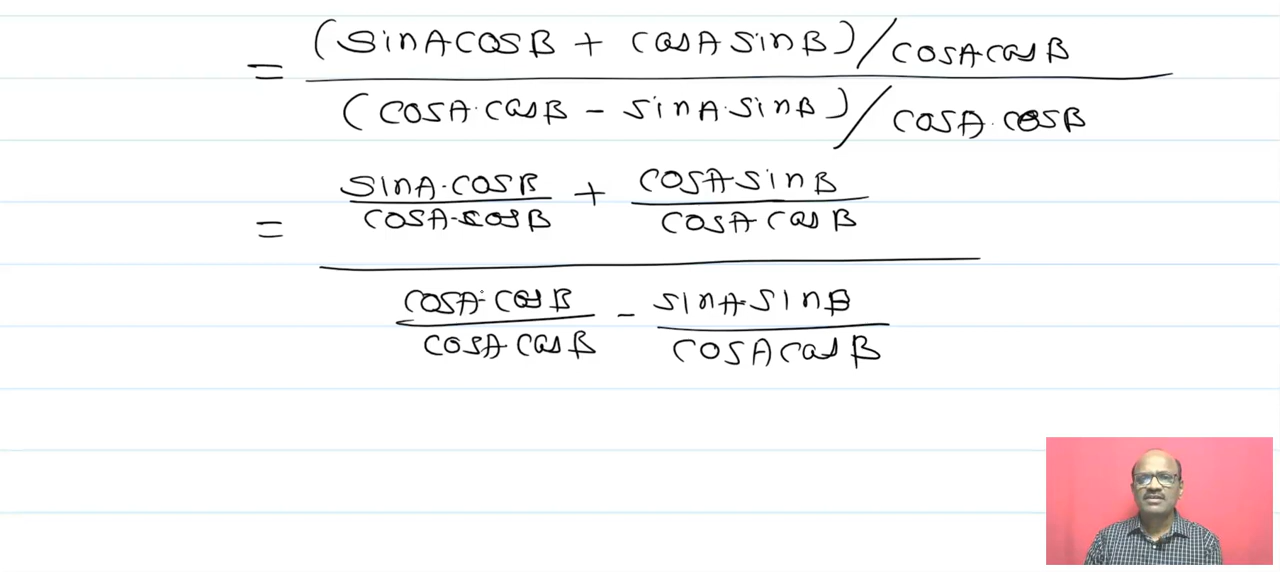 = (sinA cosB + cosA sinB) / cosA cosB
(cosA·cosB - sinA·sinB) / cosA·cosB
= sinA·cosB / cosA·cosB + cosA·sinB / cosA cosB
cosA·cosB / cosA cosB - sinA·sinB / cosA cosB